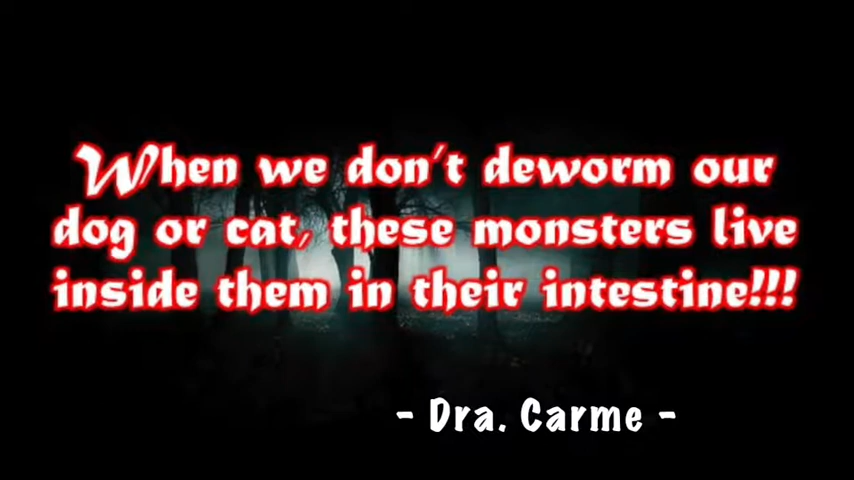 When we don't deworm our
dog or cat, these monsters live
inside them in their intestine!!!
- Dra. Carme -